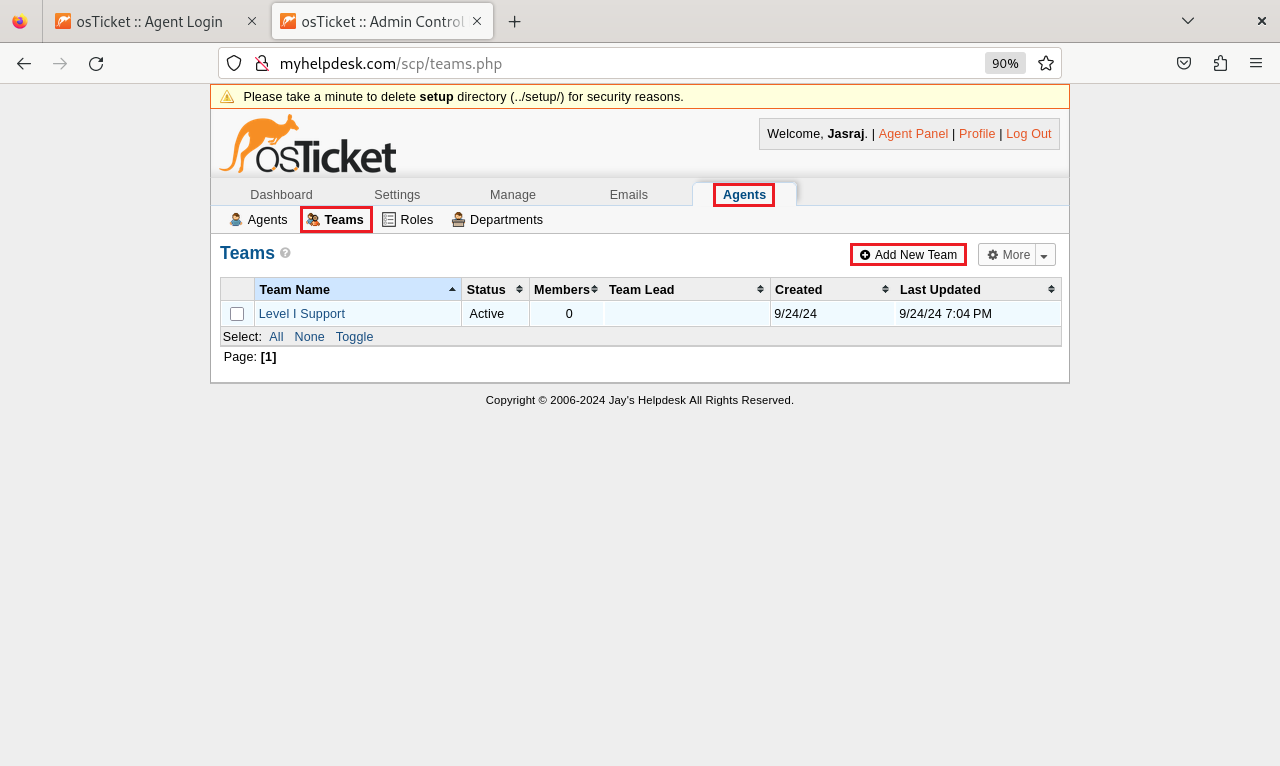 osTicket :: Agent Login
osTicket :: Admin Control
myhelpdesk.com/scp/teams.php
90%
Please take a minute to delete setup directory (../setup/) for security reasons.
osTicket
Welcome, Jasraj. | Agent Panel | Profile | Log Out
Dashboard Settings Manage Emails Agents
Agents Teams Roles Departments
Teams ?
Add New Team
More
Team Name Status Members Team Lead Created Last Updated
Level I Support Active 0 9/24/24 9/24/24 7:04 PM
Select: All None Toggle
Page: [1]
Copyright © 2006-2024 Jay's Helpdesk All Rights Reserved.